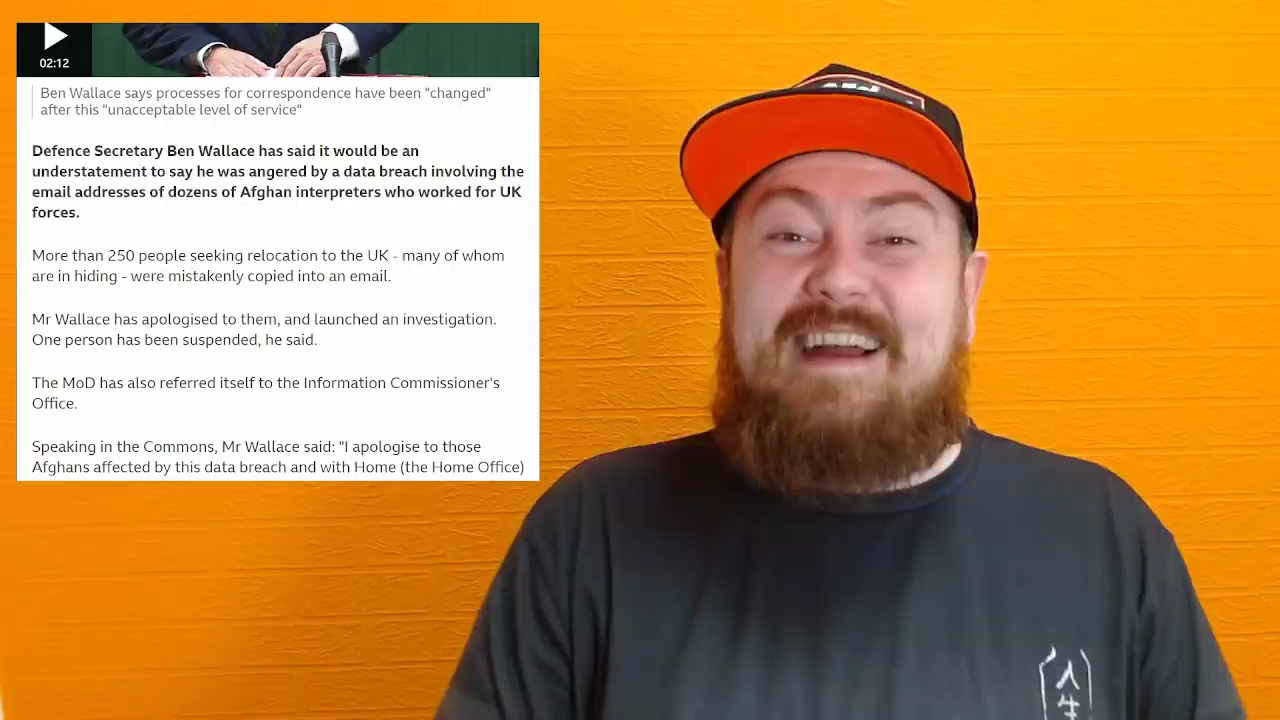 02:12
Ben Wallace says processes for correspondence have been "changed"
after this "unacceptable level of service"
Defence Secretary Ben Wallace has said it would be an
understatement to say he was angered by a data breach involving the
email addresses of dozens of Afghan interpreters who worked for UK
forces.
More than 250 people seeking relocation to the UK - many of whom
are in hiding - were mistakenly copied into an email.
Mr Wallace has apologised to them, and launched an investigation.
One person has been suspended, he said.
The MoD has also referred itself to the Information Commissioner's
Office.
Speaking in the Commons, Mr Wallace said: "I apologise to those
Afghans affected by this data breach and with Home (the Home Office)
人
生